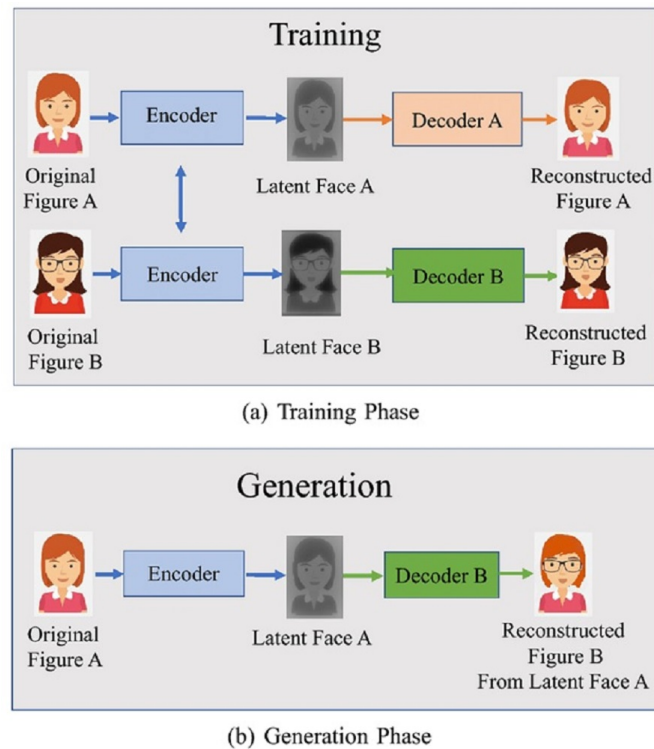 Training
Encoder
Decoder A
Original
Figure A
Latent Face A
Reconstructed
Figure A
Encoder
Decoder B
Original
Figure B
Latent Face B
Reconstructed
Figure B
(a) Training Phase
Generation
Encoder
Decoder B
Original
Figure A
Latent Face A
Reconstructed
Figure B
From Latent Face A
(b) Generation Phase